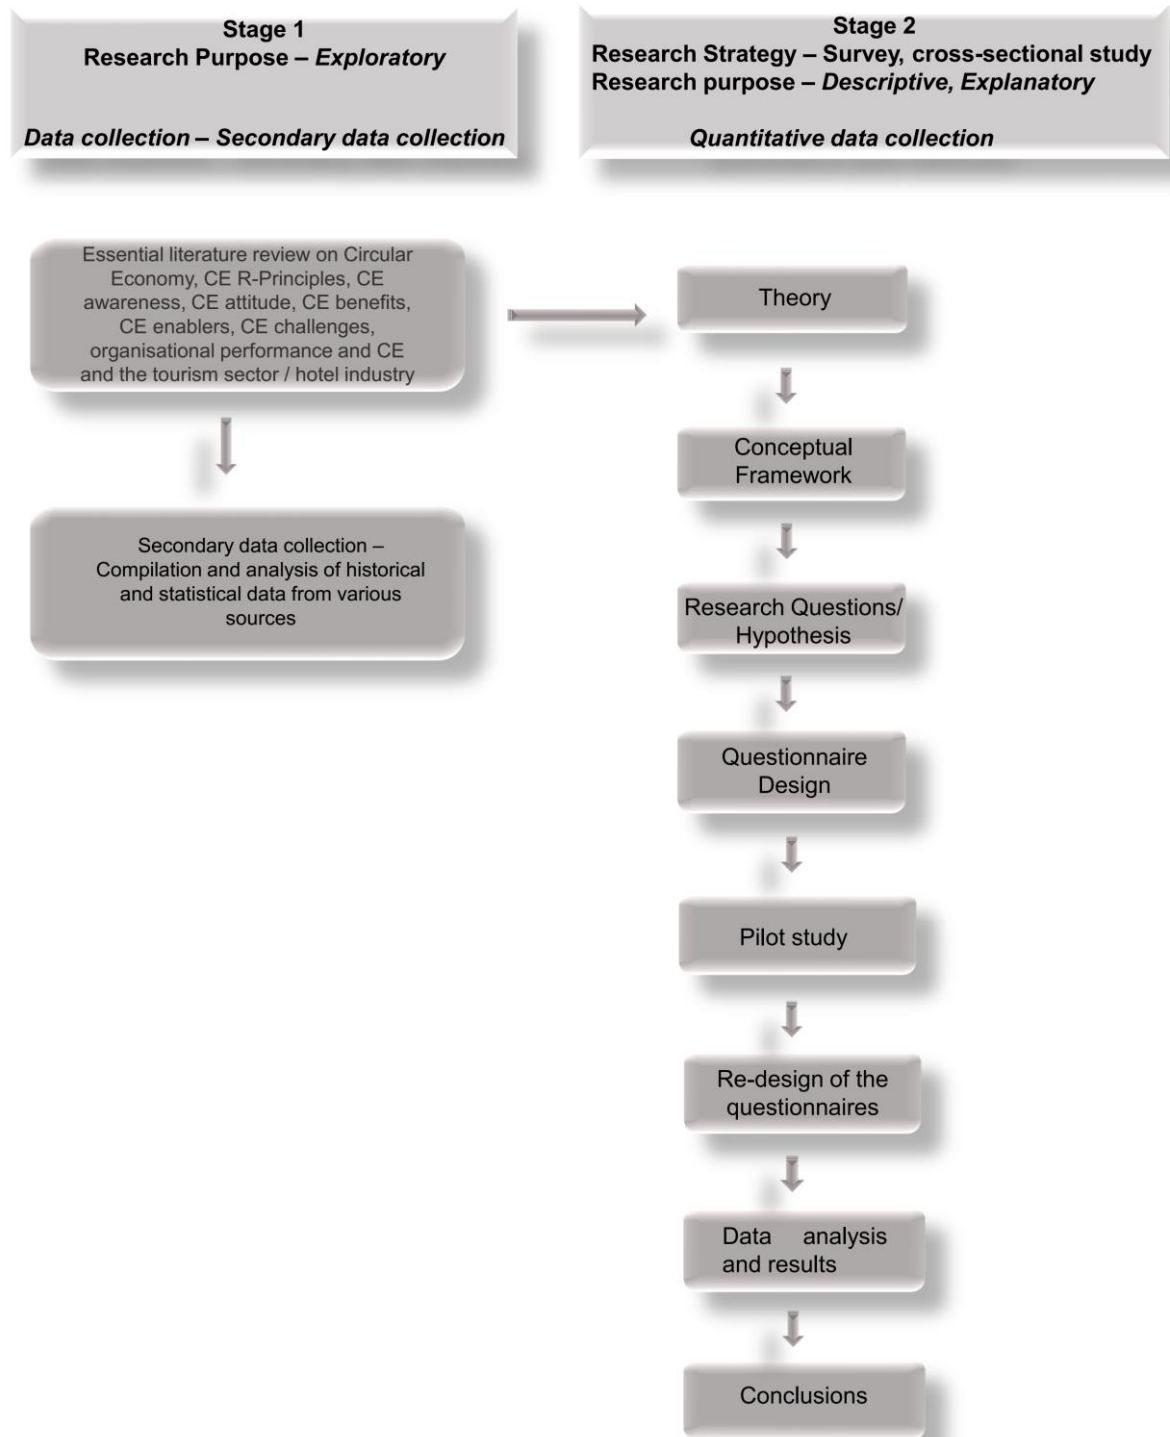 Stage 1
Research Purpose – Exploratory
Data collection – Secondary data collection
Stage 2
Research Strategy – Survey, cross-sectional study
Research purpose – Descriptive, Explanatory
Quantitative data collection
Essential literature review on Circular
Economy, CE R-Principles, CE
awareness, CE attitude, CE benefits,
CE enablers, CE challenges,
organisational performance and CE
and the tourism sector / hotel industry
Secondary data collection –
Compilation and analysis of historical
and statistical data from various
sources
Theory
Conceptual
Framework
Research Questions/
Hypothesis
Questionnaire
Design
Pilot study
Re-design of the
questionnaires
Data analysis
and results
Conclusions